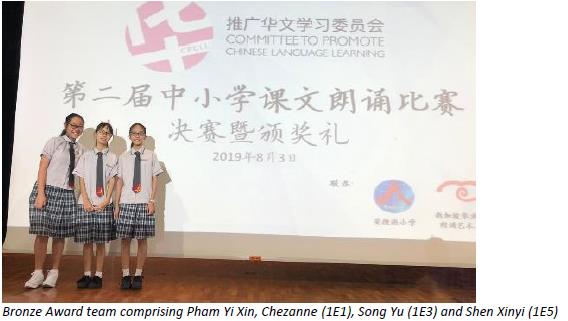 推广华文学习委员会
COMMITTEE TO PROMOTE
CHINESE LANGUAGE LEARNING
CPCLL
第二届中小学课文朗诵比赛
决赛暨颁奖礼
2019年8月3日
联办:
Bronze Award team comprising Pham Yi Xin, Chezanne (1E1), Song Yu (1E3) and Shen Xinyi (1E5)